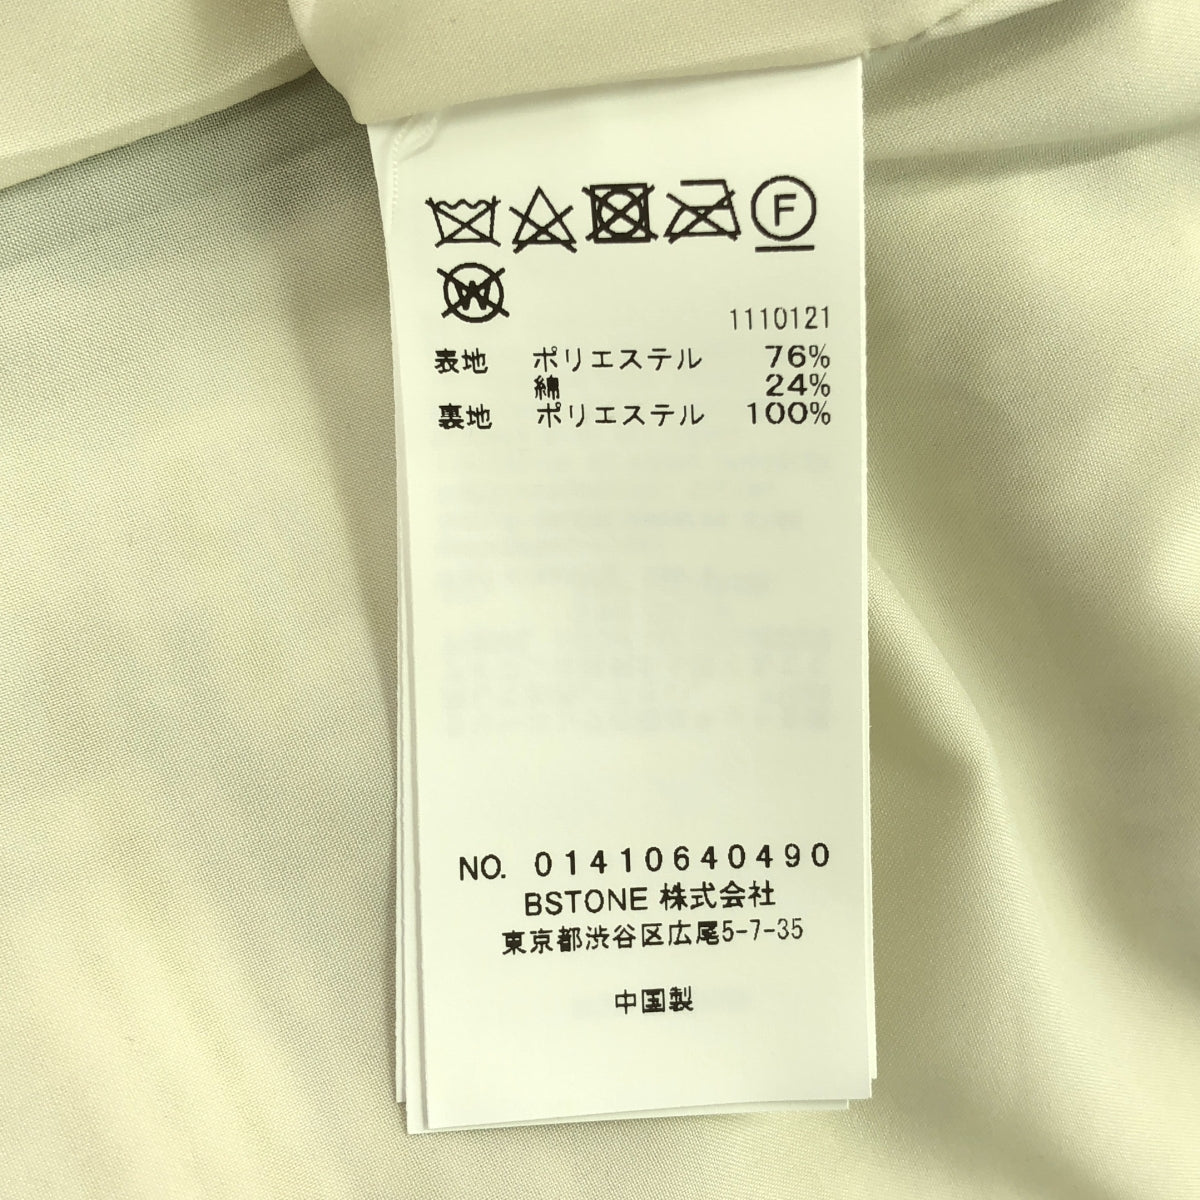 F
W
1110121
表地 ポリエステル 76%
綿 24%
裏地 ポリエステル 100%
NO. 01410640490
BSTONE 株式会社
東京都渋谷区広尾5-7-35
中国製